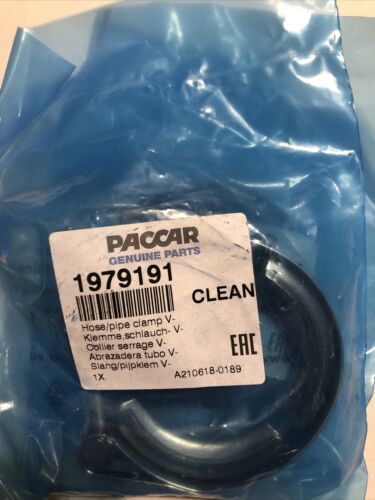 PACCAR
GENUINE PARTS
1979191
CLEAN
Hose/pipe clamp V-
Klemme,schlauch- V-
Collier serrage V-
Abrazadera tubo V-
Slang/pijpklem V-
1X
A210618-0189
EAC